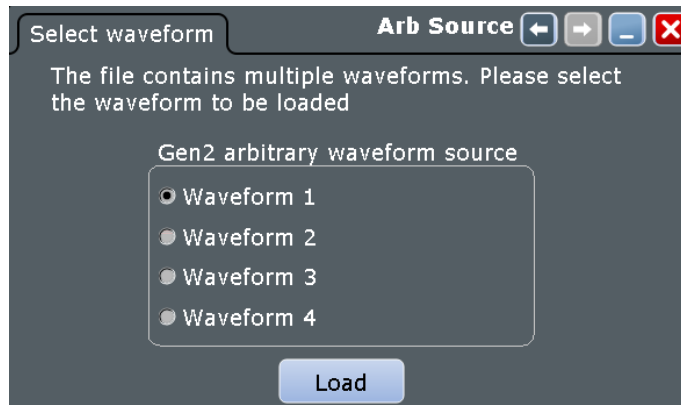 Select waveform
Arb Source
The file contains multiple waveforms. Please select
the waveform to be loaded
Gen2 arbitrary waveform source
Waveform 1
Waveform 2
Waveform 3
Waveform 4
Load